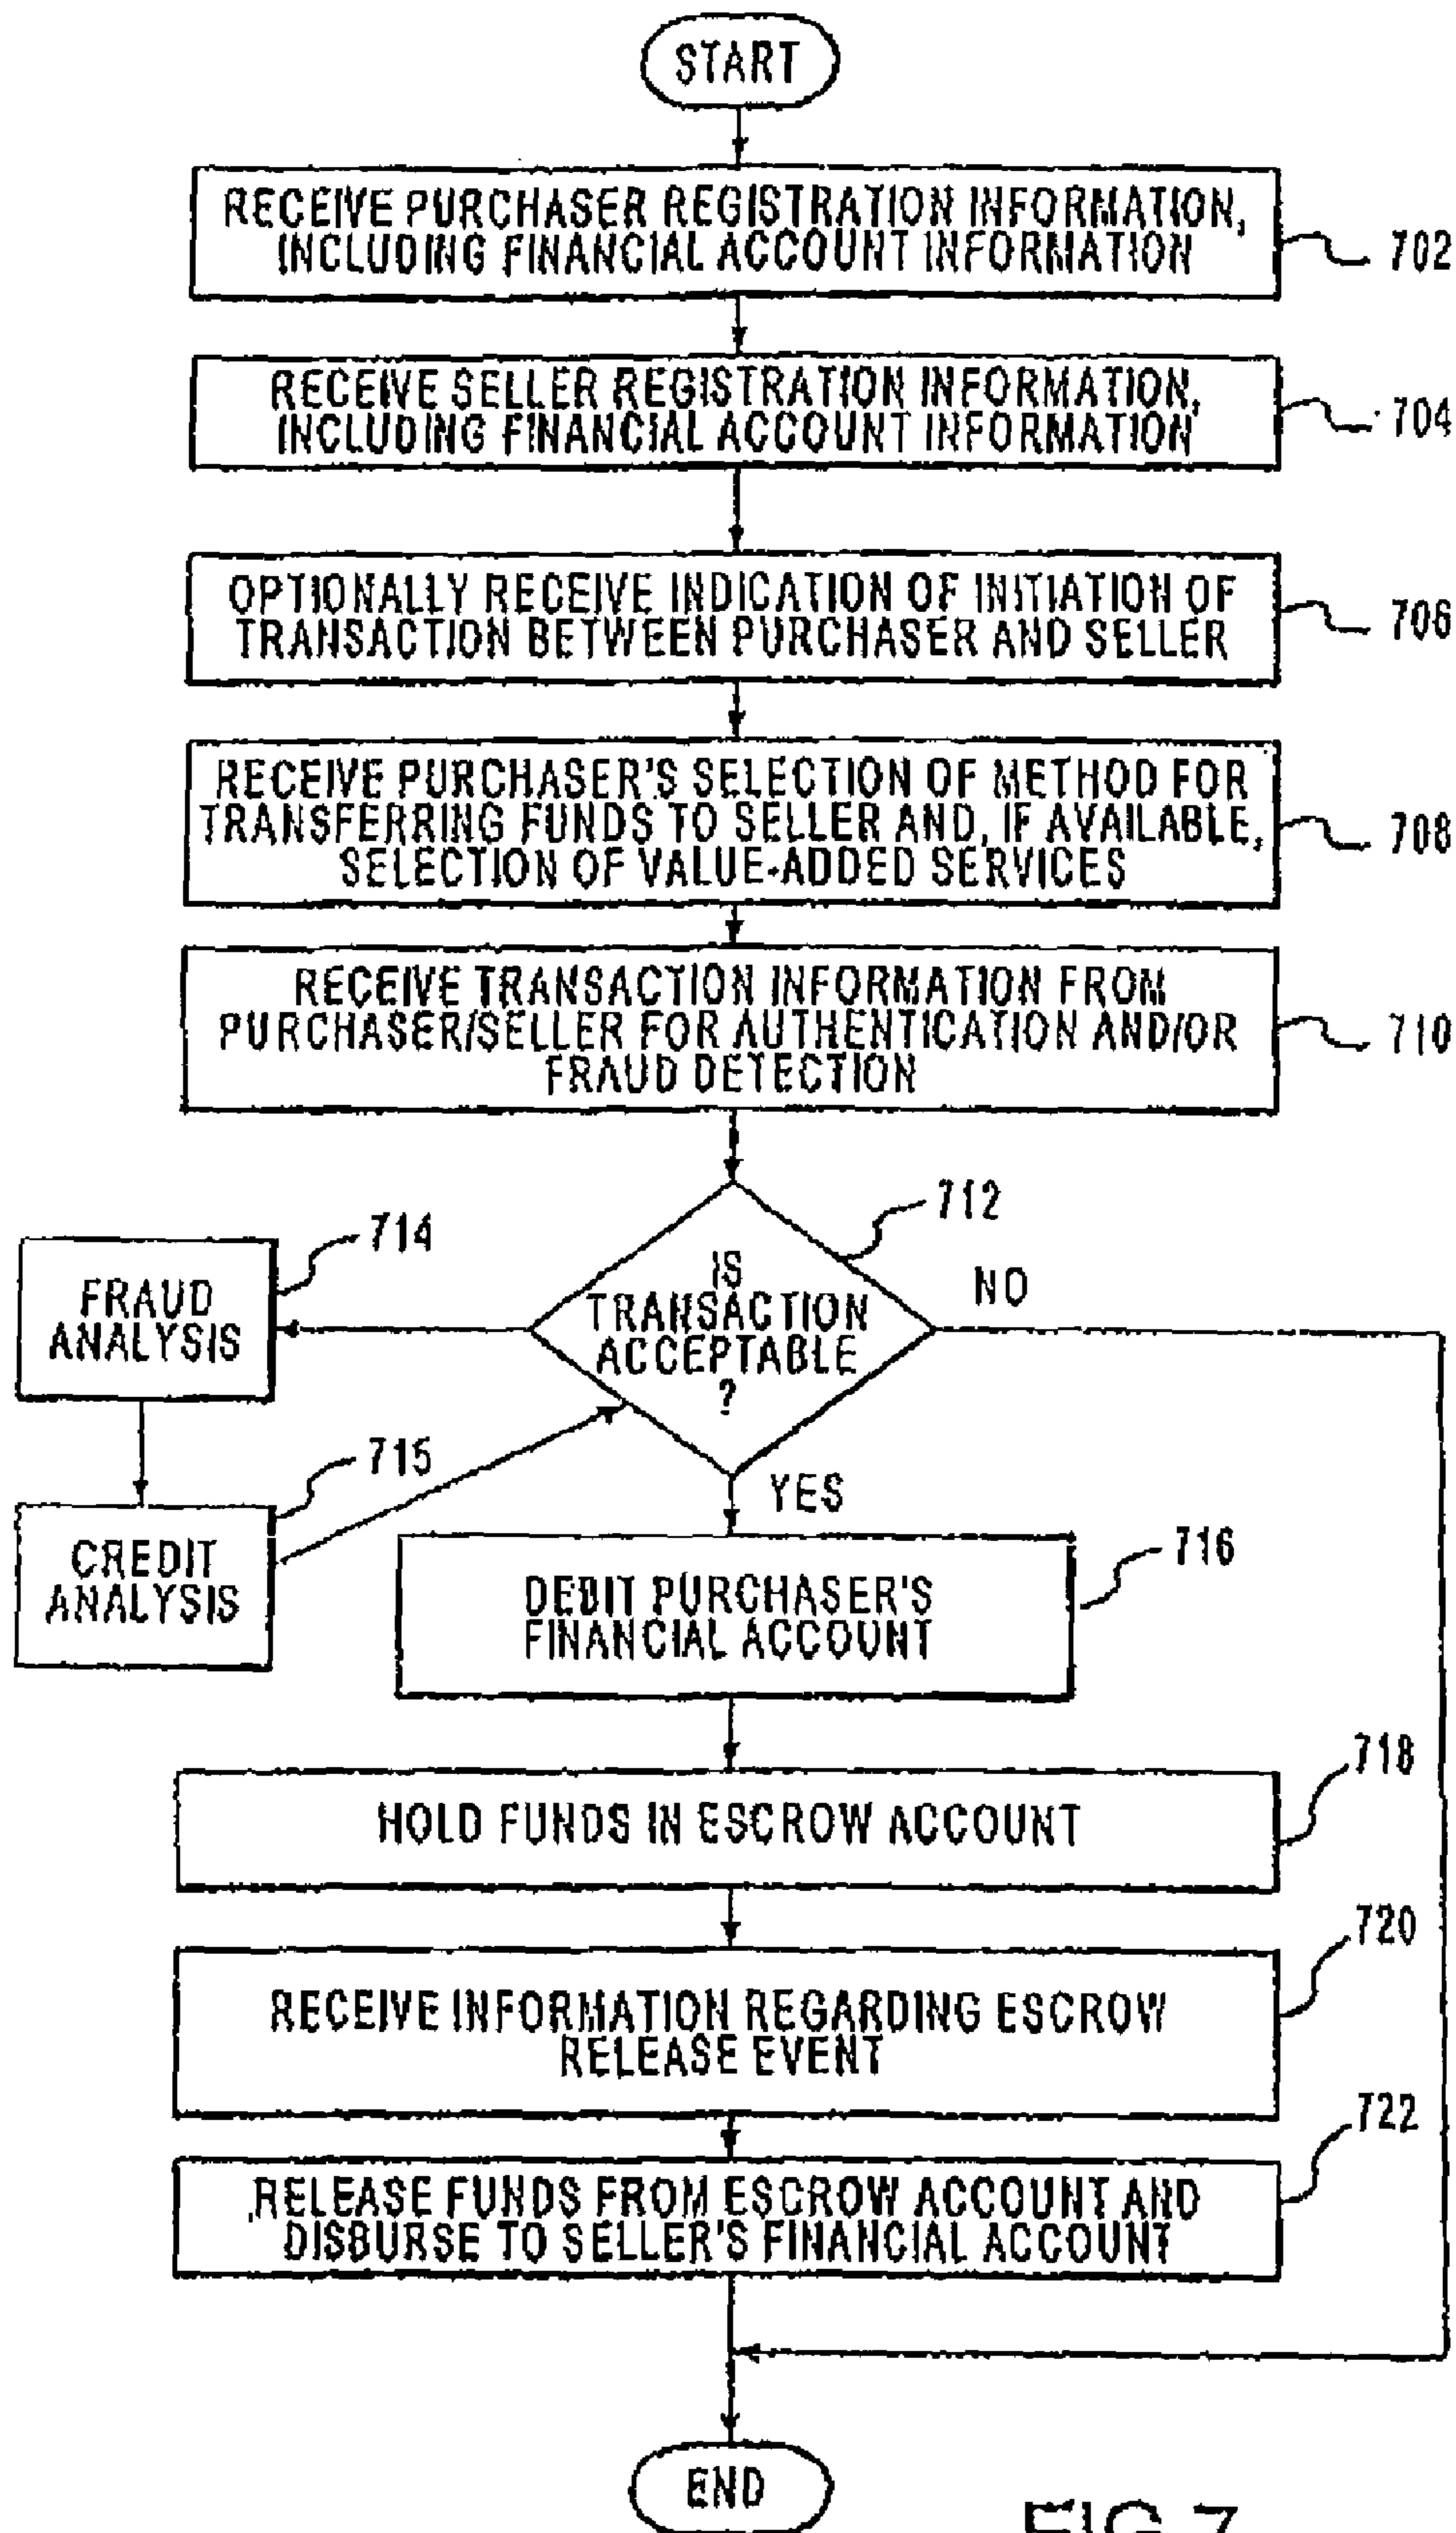 START
RECEIVE PURCHASER REGISTRATION INFORMATION,
INCLUDING FINANCIAL ACCOUNT INFORMATION
702
RECEIVE SELLER REGISTRATION INFORMATION,
INCLUDING FINANCIAL ACCOUNT INFORMATION
704
OPTIONALLY RECEIVE INDICATION OF INITIATION OF
TRANSACTION BETWEEN PURCHASER AND SELLER
706
RECEIVE PURCHASER'S SELECTION OF METHOD FOR
TRANSFERRING FUNDS TO SELLER AND, IF AVAILABLE,
SELECTION OF VALUE-ADDED SERVICES
708
RECEIVE TRANSACTION INFORMATION FROM
PURCHASER/SELLER FOR AUTHENTICATION AND/OR
FRAUD DETECTION
710
712
714
FRAUD
ANALYSIS
IS
TRANSACTION
ACCEPTABLE
?
NO
YES
715
CREDIT
ANALYSIS
716
DEBIT PURCHASER'S
FINANCIAL ACCOUNT
718
HOLD FUNDS IN ESCROW ACCOUNT
720
RECEIVE INFORMATION REGARDING ESCROW
RELEASE EVENT
722
RELEASE FUNDS FROM ESCROW ACCOUNT AND
DISBURSE TO SELLER'S FINANCIAL ACCOUNT
END
FIG.7